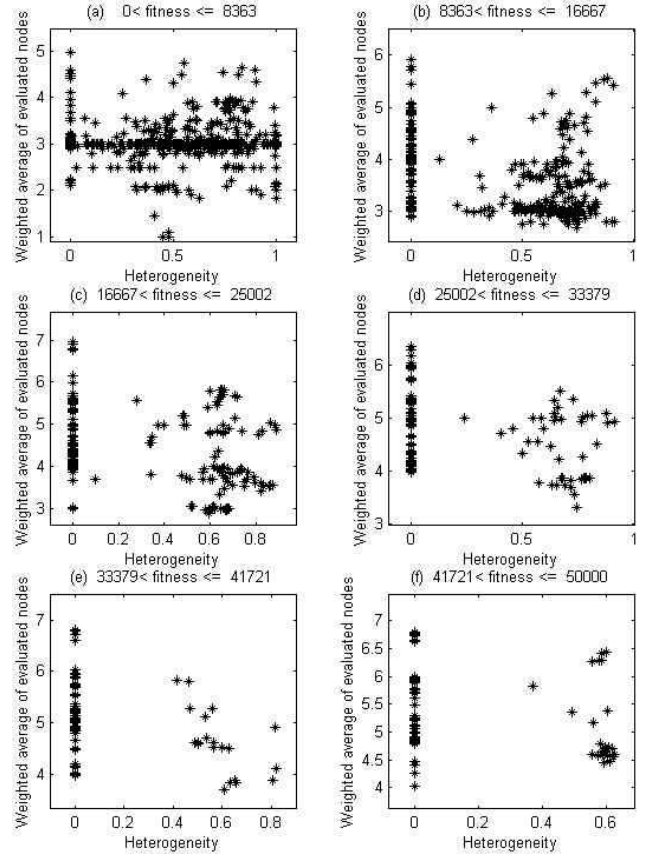 (a) 0< fitness <= 8363
Weighted average of evaluated nodes
5
4
3
2
1
0 0.5 1
Heterogeneity
(b) 8363< fitness <= 16667
Weighted average of evaluated nodes
6
5
4
3
0 0.5 1
Heterogeneity
(c) 16667< fitness <= 25002
Weighted average of evaluated nodes
7
6
5
4
3
0 0.2 0.4 0.6 0.8
Heterogeneity
(d) 25002< fitness <= 33379
Weighted average of evaluated nodes
6
5
4
3
0 0.5 1
Heterogeneity
(e) 33379< fitness <= 41721
Weighted average of evaluated nodes
7
6
5
4
0 0.2 0.4 0.6 0.8
Heterogeneity
(f) 41721< fitness <= 50000
Weighted average of evaluated nodes
7
6.5
6
5.5
5
4.5
4
0 0.2 0.4 0.6
Heterogeneity